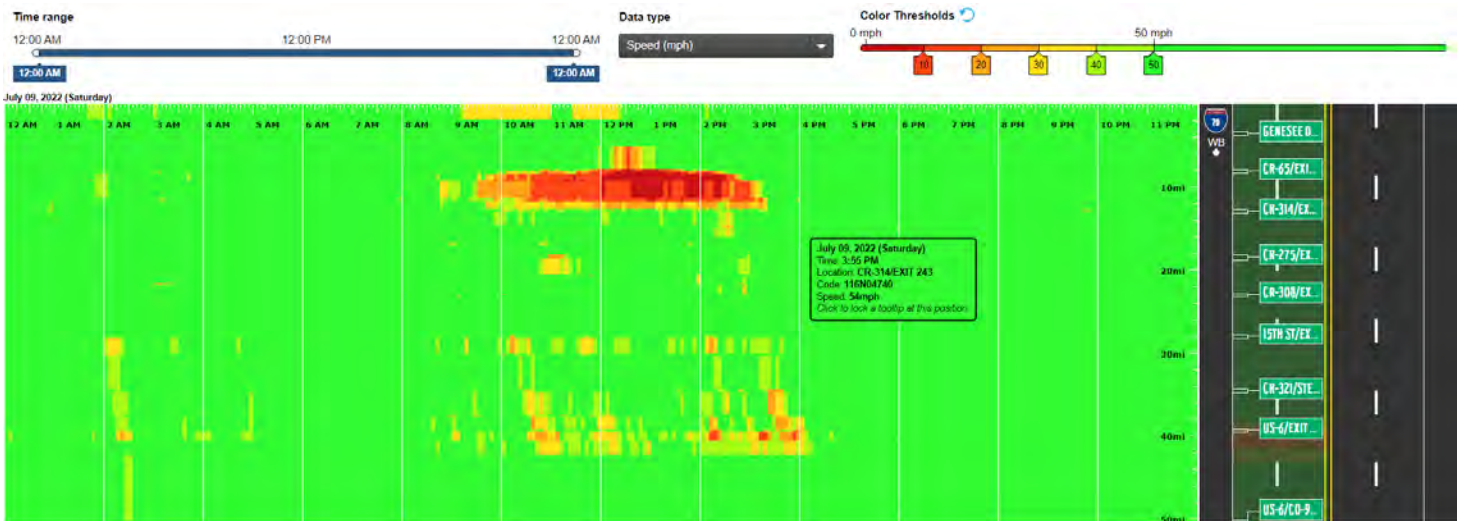 Time range
Data type
Color Thresholds
12:00 AM
12:00 PM
12:00 AM
Speed (mph)
0 mph
50 mph
10
20
30
40
50
12:00 AM
12:00 AM
July 09, 2022 (Saturday)
12 AM 1 AM 2 AM 3 AM 4 AM 5 AM 6 AM 7 AM 8 AM 9 AM 10 AM 11 AM 12 PM 1 PM 2 PM 3 PM 4 PM 5 PM 6 PM 7 PM 8 PM 9 PM 10 PM 11 PM
70
WB
GENESEE D...
CR-65/EXI...
10mi
CR-314/EX...
July 09, 2022 (Saturday)
Time: 3:55 PM
Location: CR-314/EXIT 243
Code: 116N04740
Speed: 54mph
Click to lock a tooltip at this position
CR-275/EX...
20mi
CR-308/EX...
15TH ST/EX...
30mi
CR-321/STE...
US-6/EXIT ...
40mi
US-6/CO-9...
50mi